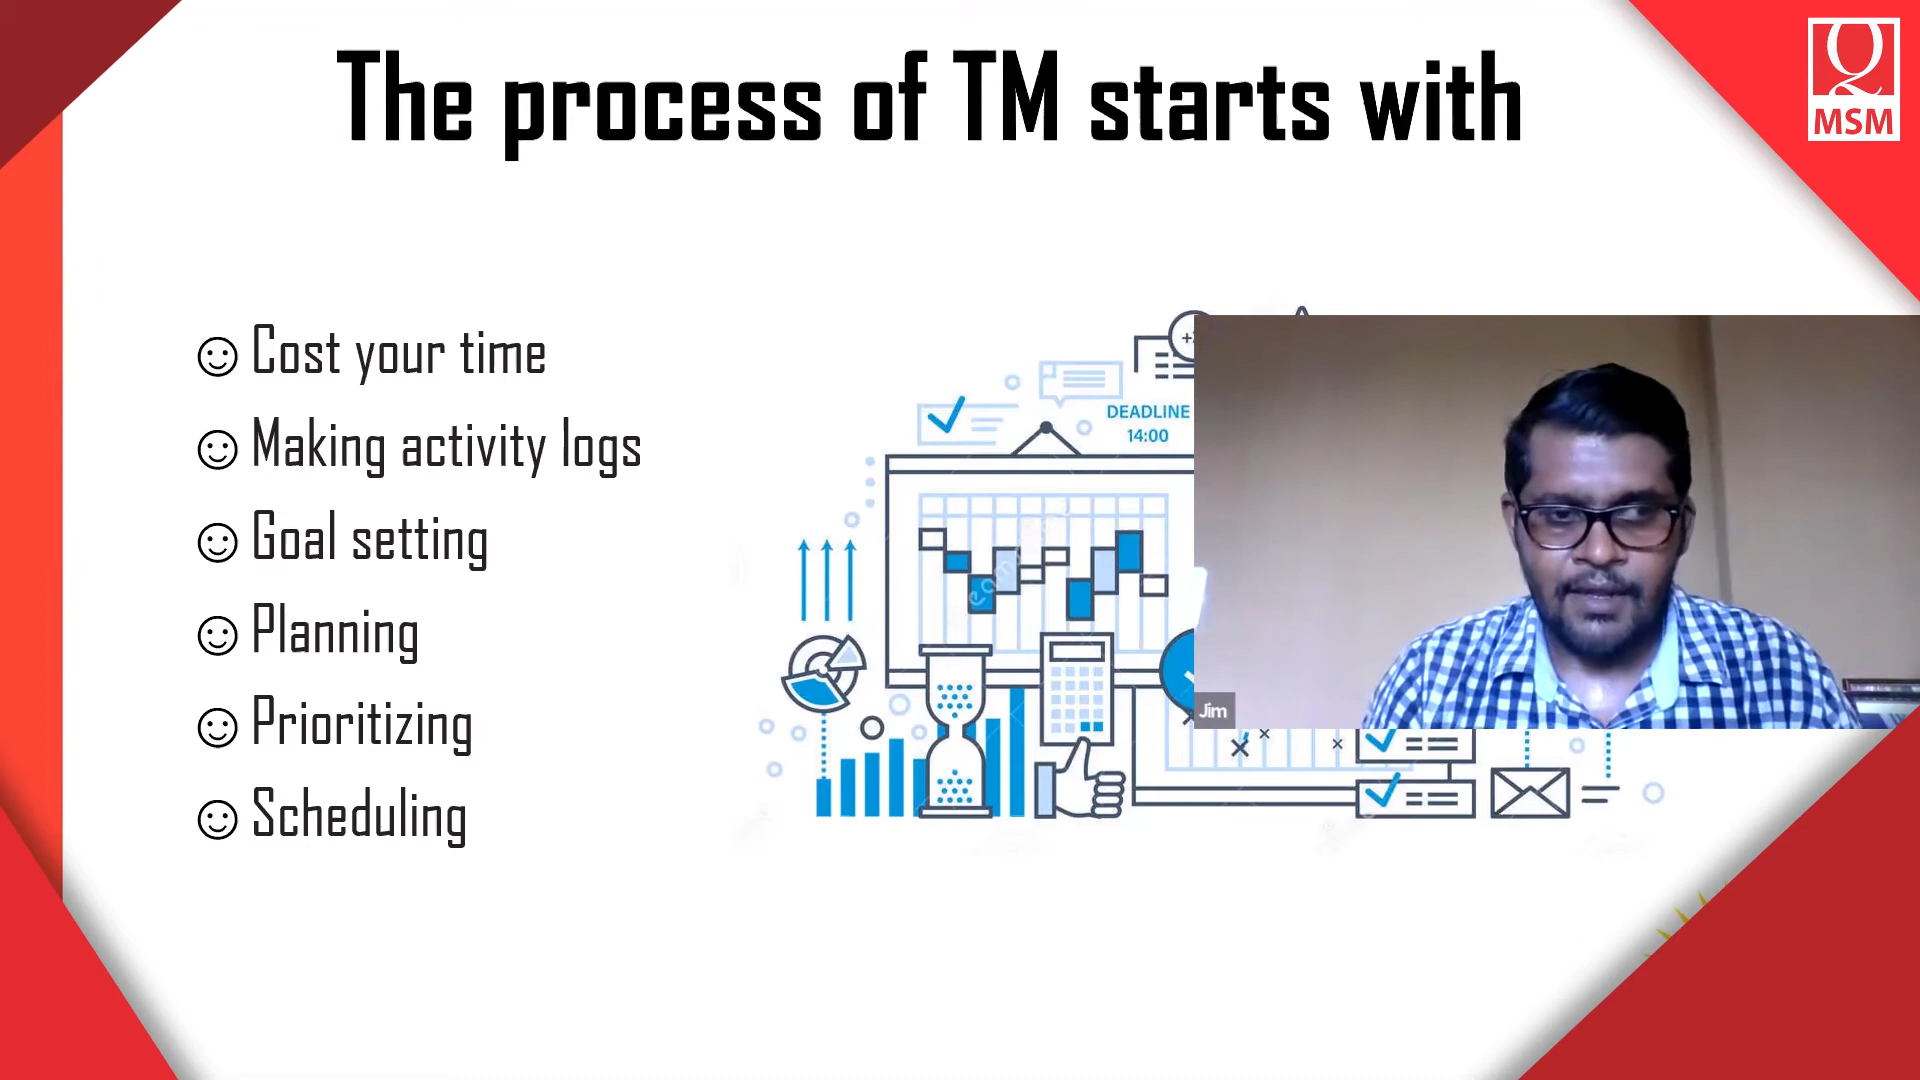 The process of TM starts with
Q
MSM
Cost your time
Making activity logs
Goal setting
Planning
Prioritizing
Scheduling
DEADLINE
14:00
Jim